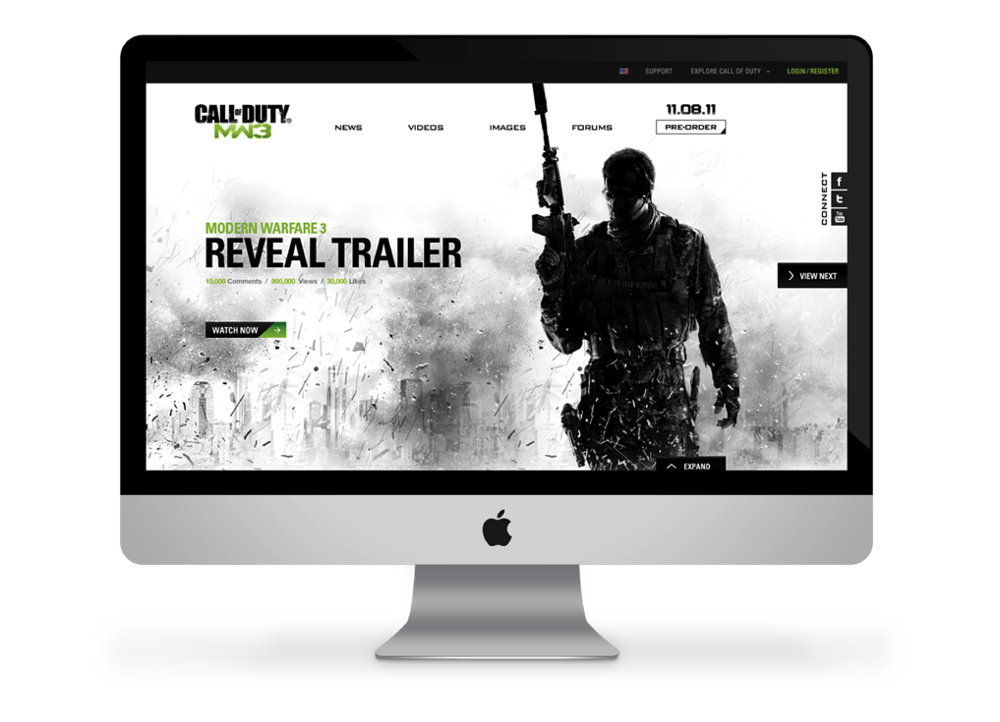 SUPPORT
EXPLORE CALL OF DUTY
LOGIN / REGISTER
CALL OF DUTY®
MW3
NEWS
VIDEOS
IMAGES
FORUMS
11.08.11
PRE-ORDER
CONNECT
f
t
You Tube
MODERN WARFARE 3
REVEAL TRAILER
10,000 Comments / 900,000 Views / 30,000 Likes
VIEW NEXT
WATCH NOW
EXPAND